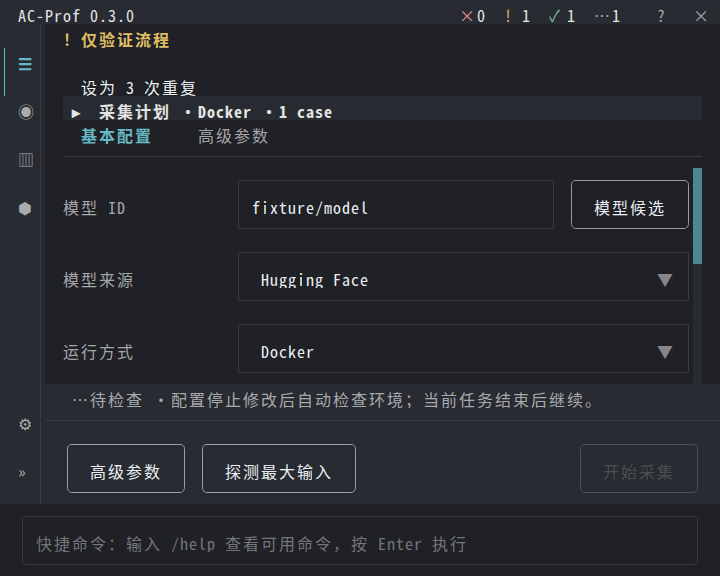 AC-Prof 0.3.0 ×0 ! 1 ✓ 1 ⋯1 ? ×
! 仅验证流程
设为 3 次重复
▶ 采集计划 ·Docker ·1 case
基本配置 高级参数
模型 ID fixture/model 模型候选
模型来源 Hugging Face ▼
运行方式 Docker ▼
⋯待检查 ·配置停止修改后自动检查环境；当前任务结束后继续。
»
高级参数 探测最大输入 开始采集
快捷命令：输入 /help 查看可用命令，按 Enter 执行